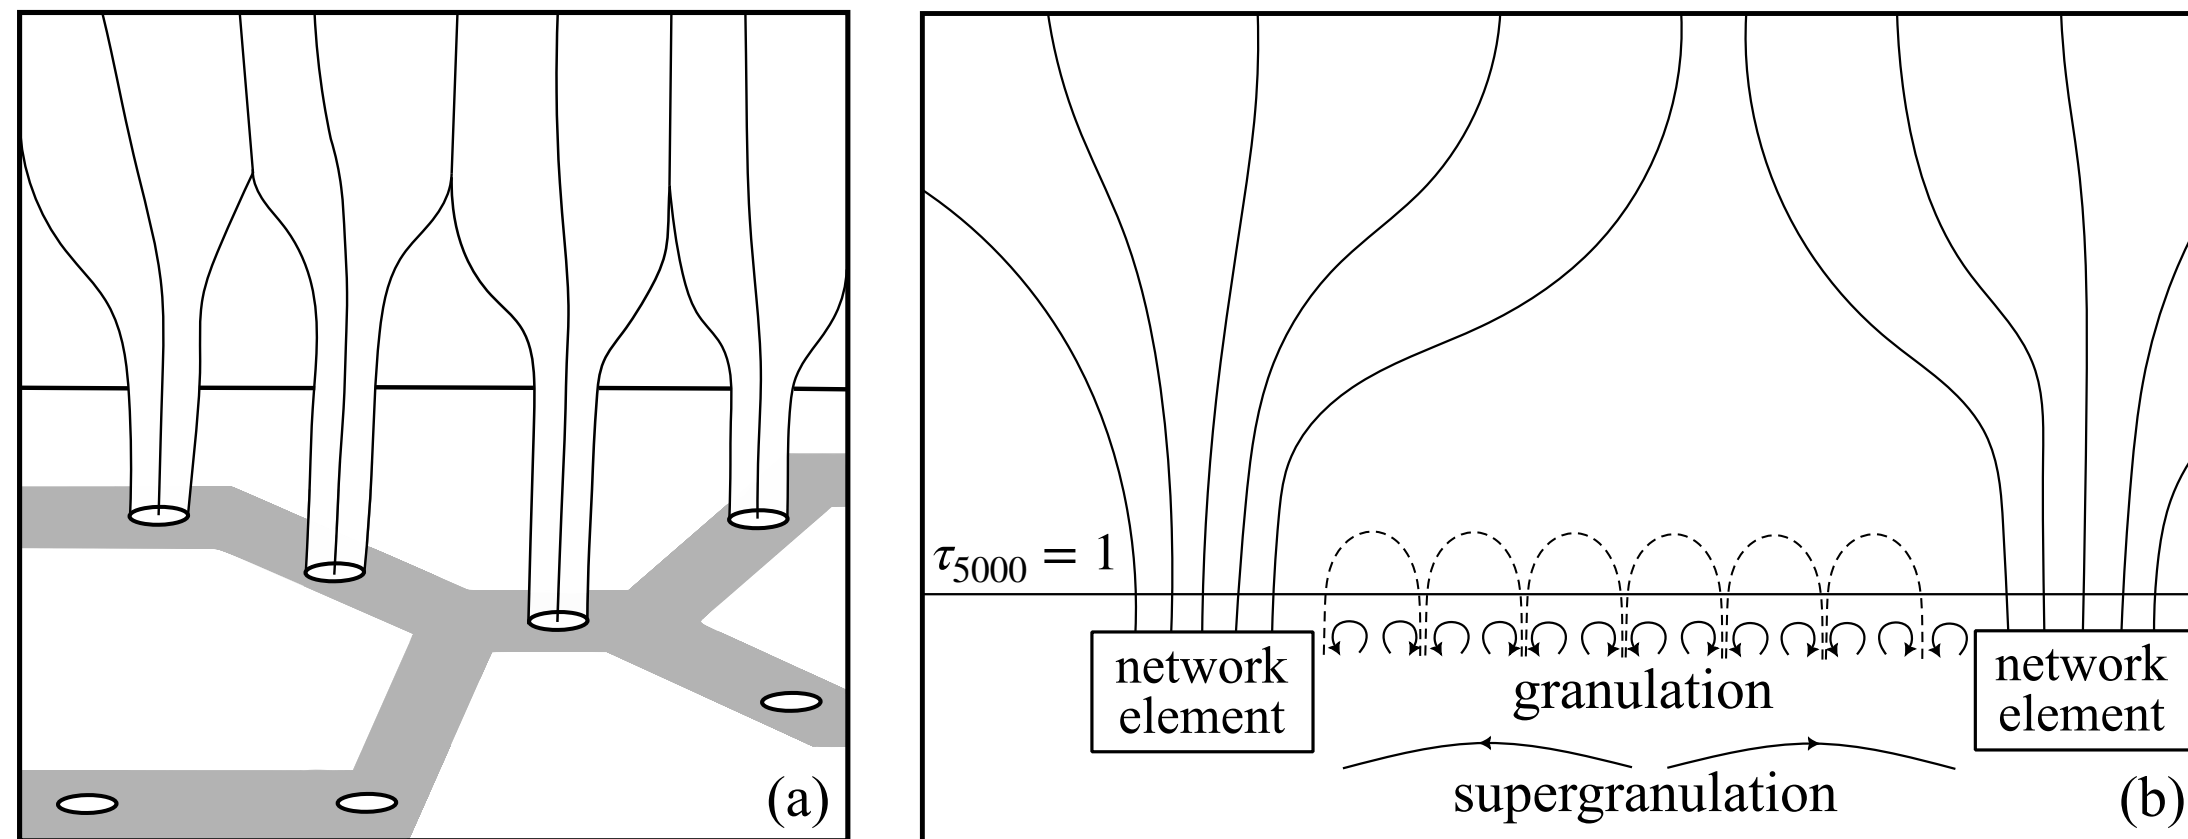 (a)
τ5000 = 1
network
element
granulation
supergranulation
network
element
(b)